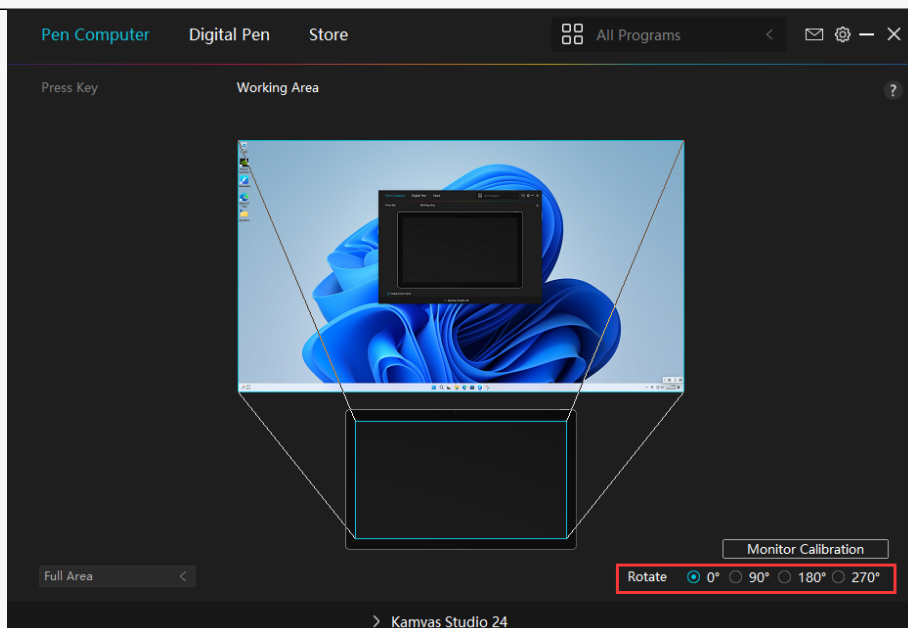 Pen Computer Digital Pen Store All Programs
Press Key Working Area ?
Monitor Calibration
Full Area Rotate 0° 90° 180° 270°
Kamvas Studio 24